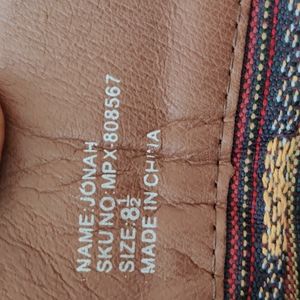 NAME:JONAH
SKU NO:MPX-808567
SIZE:8½
MADE IN CHINA